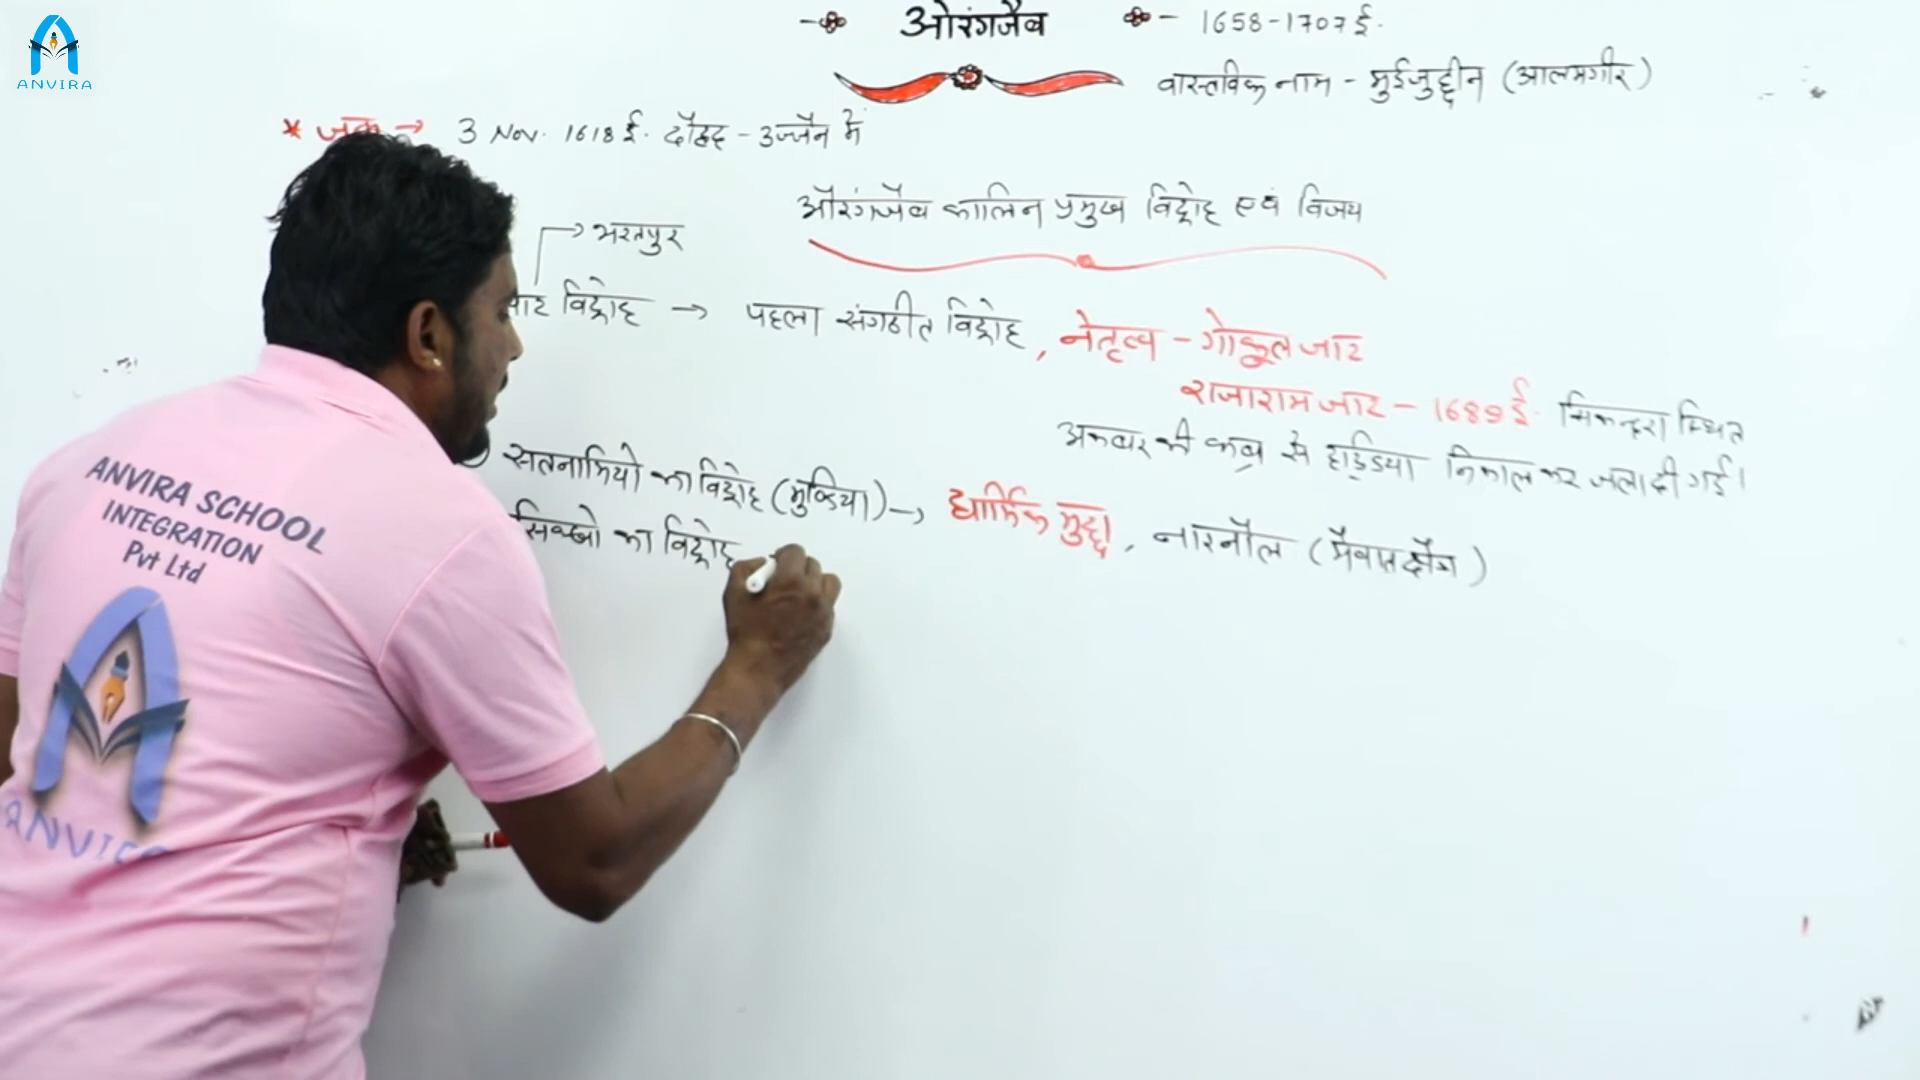 ANVIRA
औरंगजेब - 1658-1707 ई.
वास्तविक नाम - मुईजुद्दीन (आलमगीर)
* जन्म → 3 Nov. 1618 ई. दौहद - उज्जैन में
औरंगजेब कालिन प्रमुख विद्रोह एवं विजय
→ भरतपुर
जाट विद्रोह → पहला संगठीत विद्रोह, नेतृत्व - गोकूल जाट
राजाराम जाट - 1689 ई. सिकन्दरा स्थित
अकबर की कब्र से हड्डिया निकाल कर जलादी गई।
सतनामियो का विद्रोह (मुण्डिया) → धार्मिक मुद्दा, नारनौल (मेवात क्षेत्र)
सिक्खो का विद्रोह
ANVIRA SCHOOL
INTEGRATION
Pvt Ltd